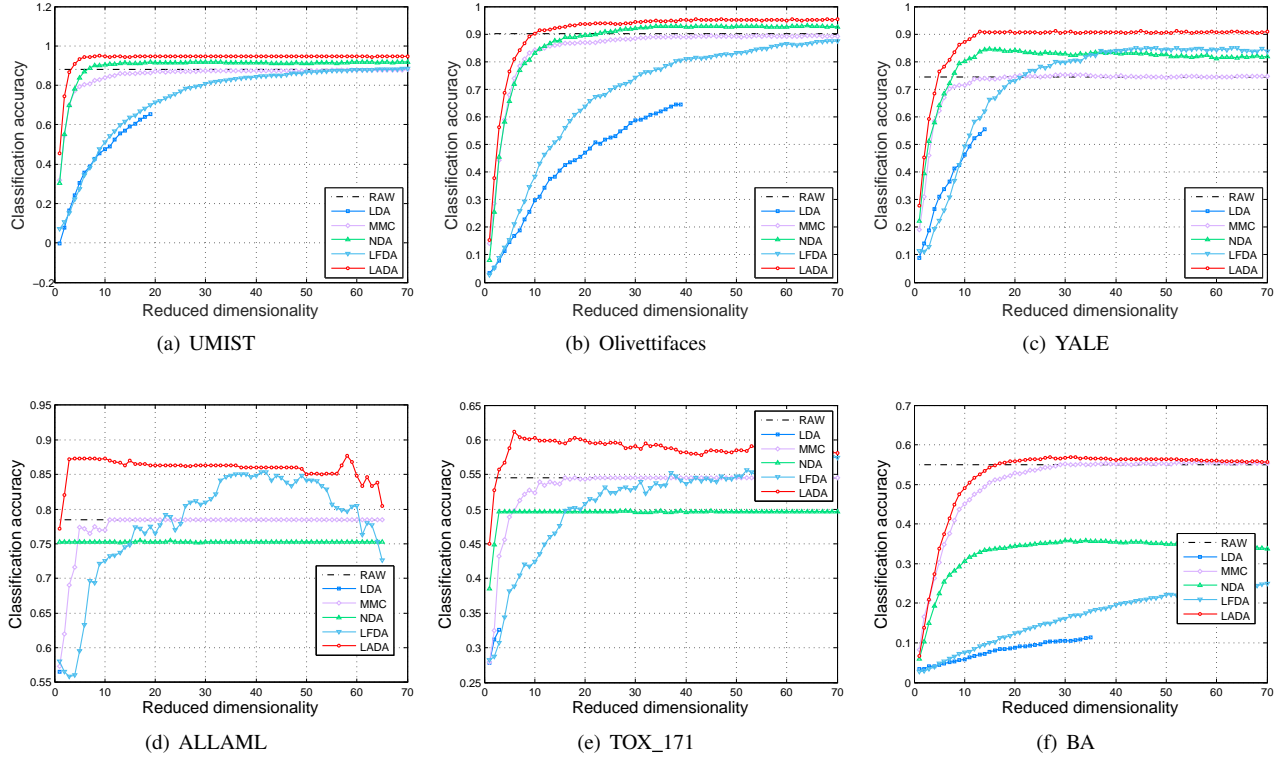 Classification accuracy
1.2
1
0.8
0.6
0.4
0.2
0
−0.2
0 10 20 30 40 50 60 70
Reduced dimensionality
RAW
LDA
MMC
NDA
LFDA
LADA
(a) UMIST
Classification accuracy
1
0.9
0.8
0.7
0.6
0.5
0.4
0.3
0.2
0.1
0
0 10 20 30 40 50 60 70
Reduced dimensionality
RAW
LDA
MMC
NDA
LFDA
LADA
(b) Olivettifaces
Classification accuracy
1
0.9
0.8
0.7
0.6
0.5
0.4
0.3
0.2
0.1
0
0 10 20 30 40 50 60 70
Reduced dimensionality
RAW
LDA
MMC
NDA
LFDA
LADA
(c) YALE
Classification accuracy
0.95
0.9
0.85
0.8
0.75
0.7
0.65
0.6
0.55
0 10 20 30 40 50 60 70
Reduced dimensionality
RAW
LDA
MMC
NDA
LFDA
LADA
(d) ALLAML
Classification accuracy
0.65
0.6
0.55
0.5
0.45
0.4
0.35
0.3
0.25
0 10 20 30 40 50 60 70
Reduced dimensionality
RAW
LDA
MMC
NDA
LFDA
LADA
(e) TOX_171
Classification accuracy
0.7
0.6
0.5
0.4
0.3
0.2
0.1
0
0 10 20 30 40 50 60 70
Reduced dimensionality
RAW
LDA
MMC
NDA
LFDA
LADA
(f) BA